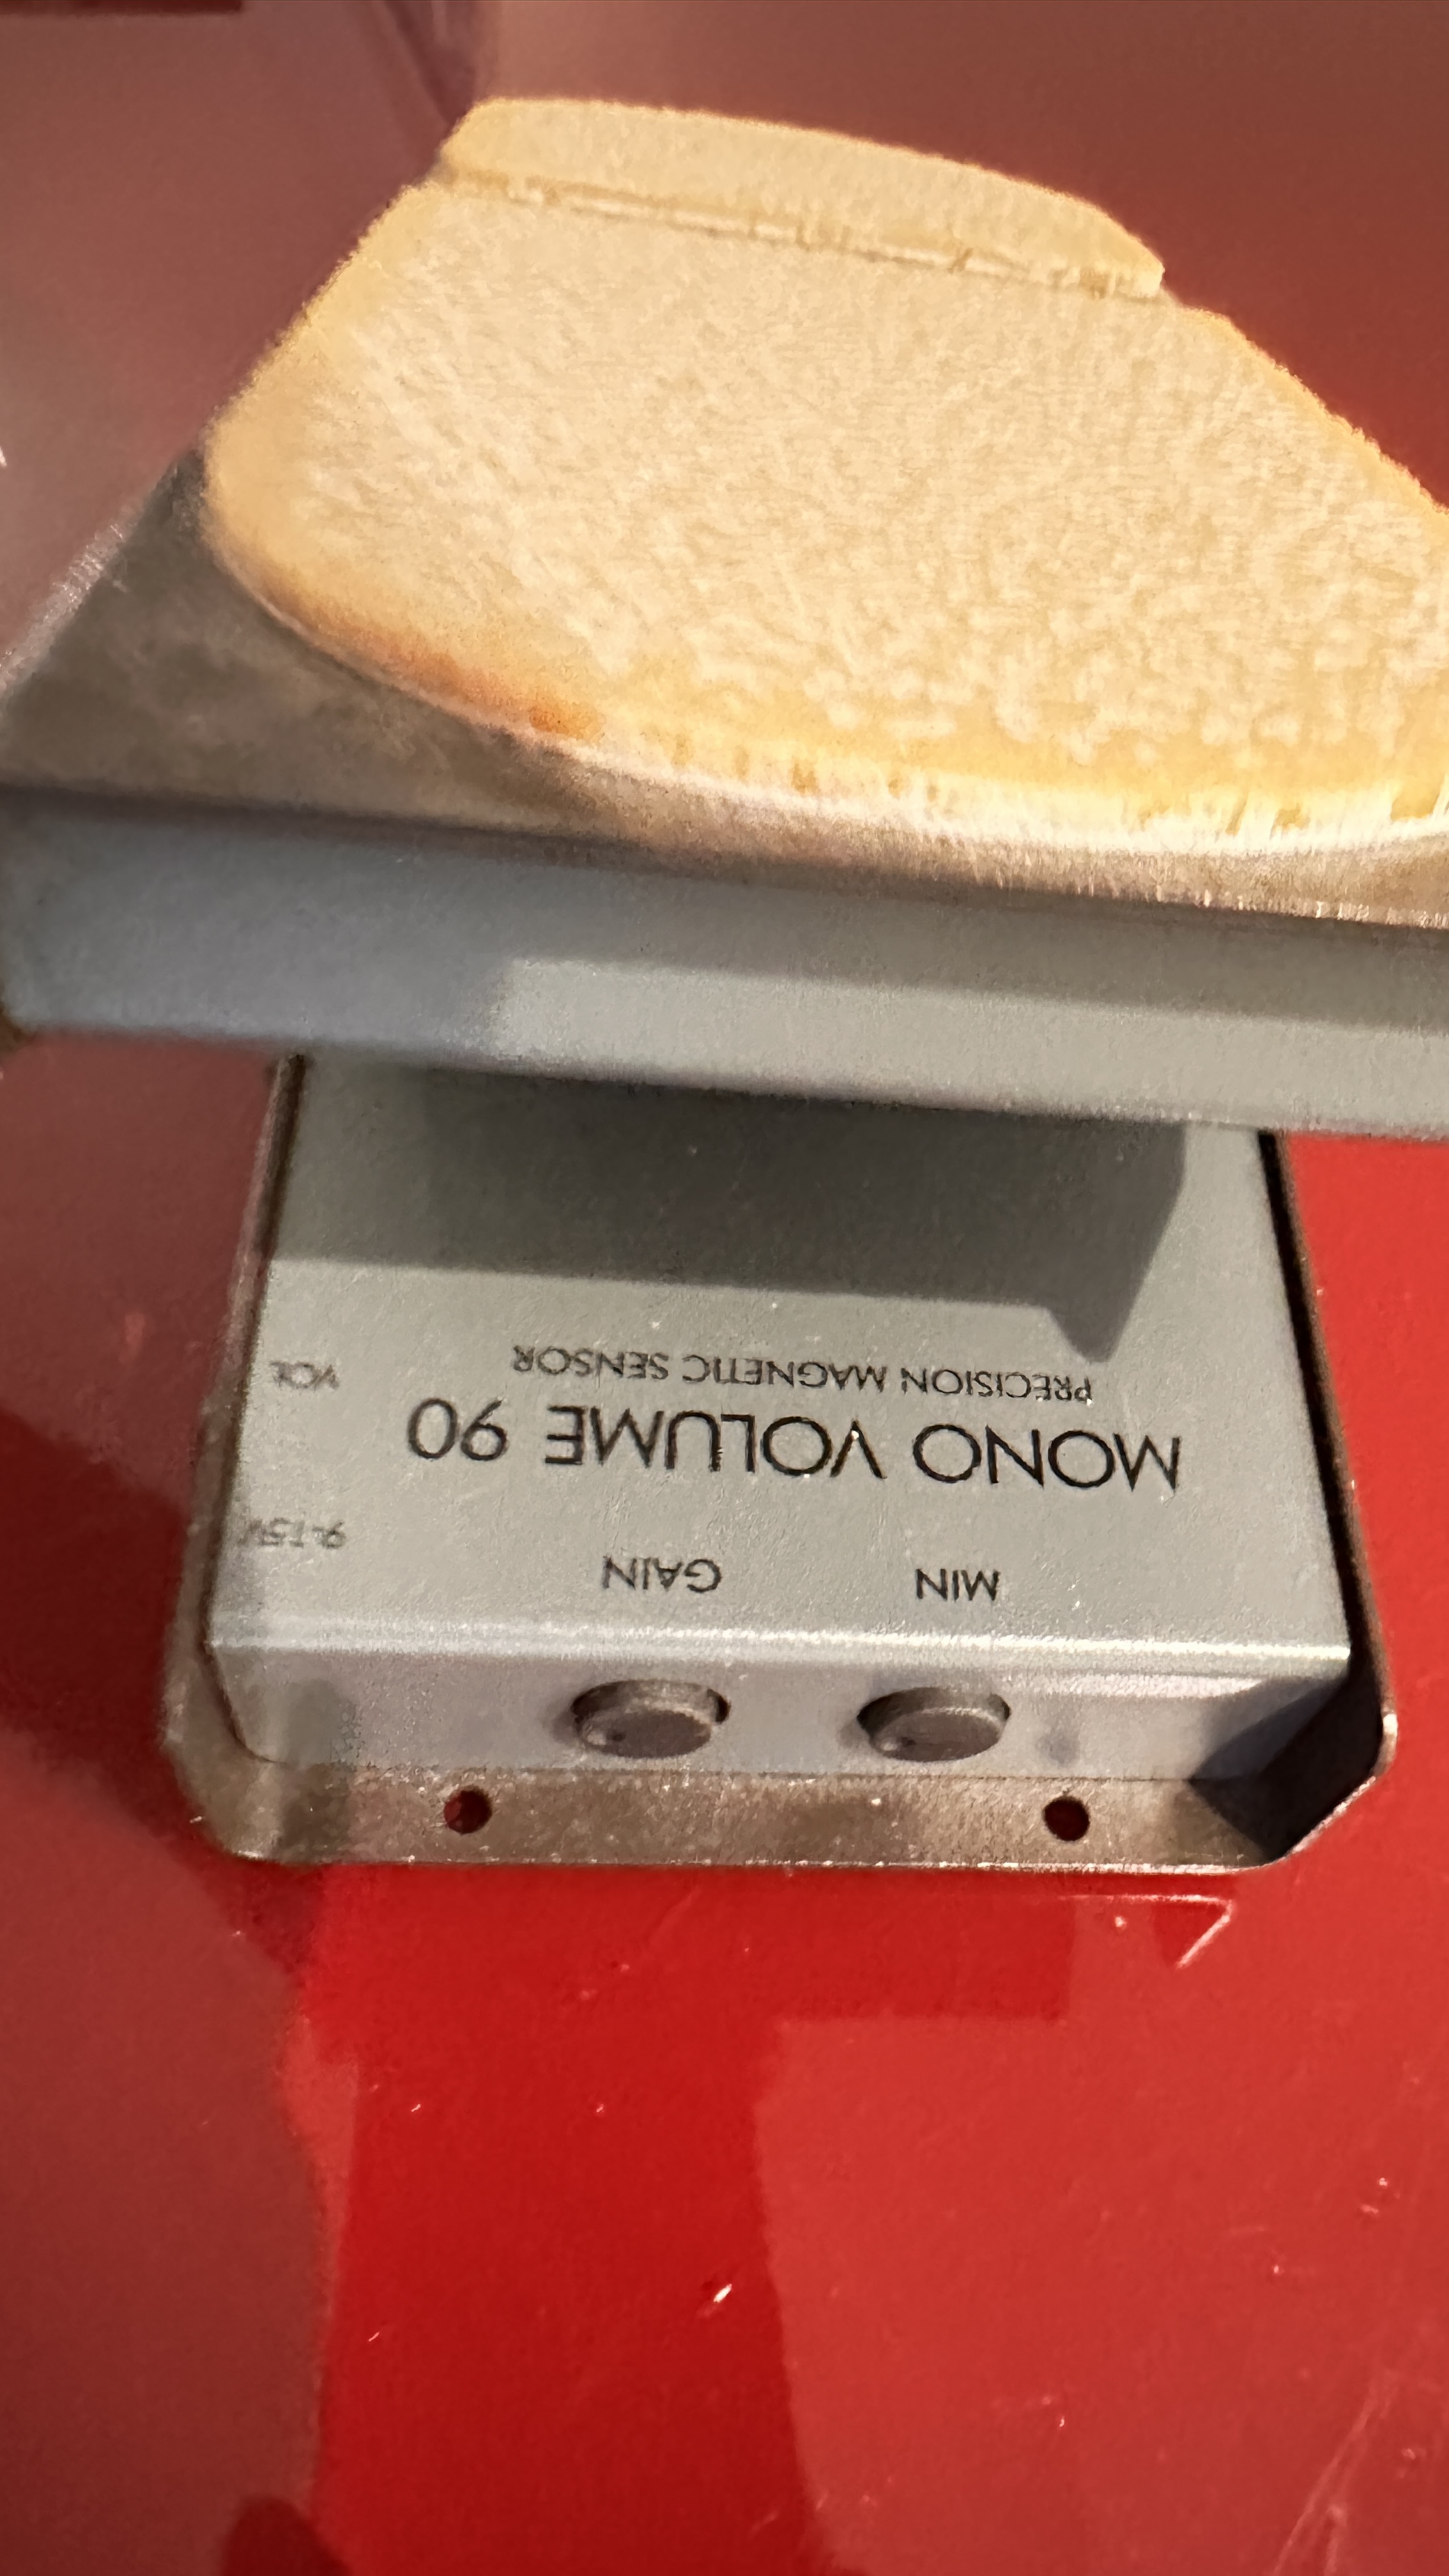 MIN
GAIN
9-15V
MONO VOLUME 90
PRECISION MAGNETIC SENSOR
VOL